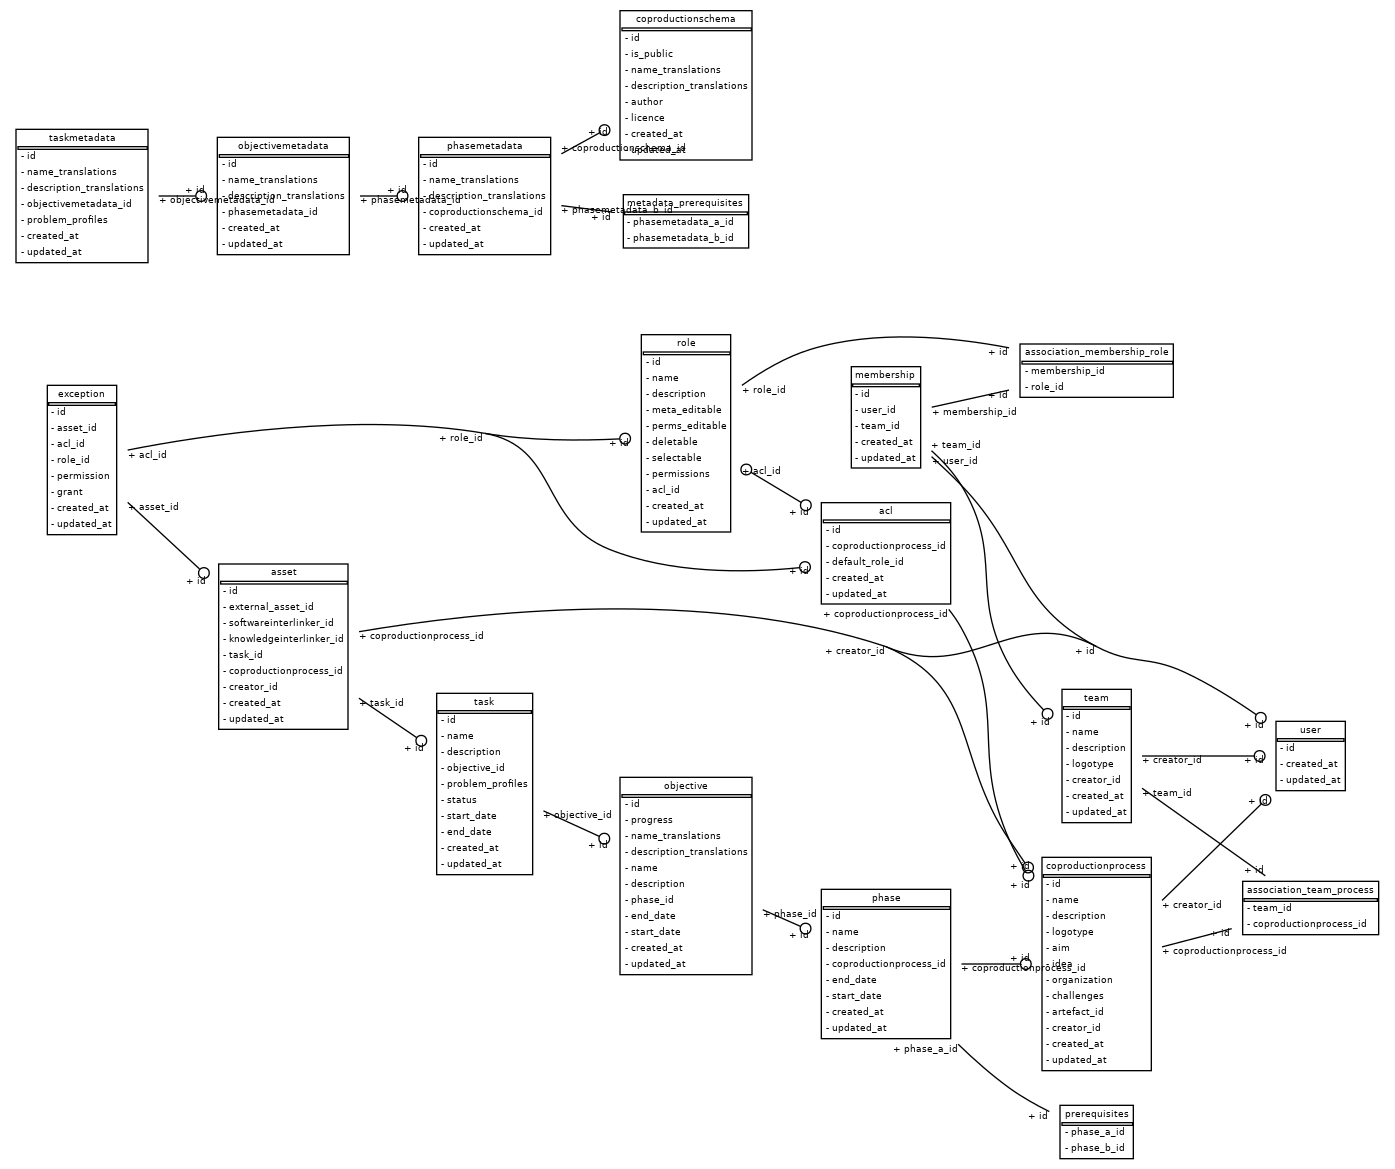 coproductionschema
- id
- is_public
- name_translations
- description_translations
- author
- licence
- created_at
- updated_at
taskmetadata
- id
- name_translations
- description_translations
- objectivemetadata_id
- problem_profiles
- created_at
- updated_at
+ id
+ objectivemetadata_id
objectivemetadata
- id
- name_translations
- description_translations
- phasemetadata_id
- created_at
- updated_at
+ id
+ phasemetadata_id
phasemetadata
- id
- name_translations
- description_translations
- coproductionschema_id
- created_at
- updated_at
+ id
+ coproductionschema_id
+ phasemetadata_b_id
+ id
metadata_prerequisites
- phasemetadata_a_id
- phasemetadata_b_id
role
- id
- name
- description
- meta_editable
- perms_editable
- deletable
- selectable
- permissions
- acl_id
- created_at
- updated_at
+ role_id
+ id
association_membership_role
- membership_id
- role_id
membership
- id
- user_id
- team_id
- created_at
- updated_at
+ id
+ membership_id
+ team_id
+ user_id
exception
- id
- asset_id
- acl_id
- role_id
- permission
- grant
- created_at
- updated_at
+ acl_id
+ role_id
+ id
+ asset_id
+ id
+ acl_id
+ id
acl
- id
- coproductionprocess_id
- default_role_id
- created_at
- updated_at
+ id
+ coproductionprocess_id
asset
- id
- external_asset_id
- softwareinterlinker_id
- knowledgeinterlinker_id
- task_id
- coproductionprocess_id
- creator_id
- created_at
- updated_at
+ coproductionprocess_id
+ creator_id
+ id
+ task_id
+ id
task
- id
- name
- description
- objective_id
- problem_profiles
- status
- start_date
- end_date
- created_at
- updated_at
+ objective_id
+ id
team
- id
- name
- description
- logotype
- creator_id
- created_at
- updated_at
+ id
+ creator_id
+ id
+ id
+ team_id
+ id
user
- id
- created_at
- updated_at
+ id
objective
- id
- progress
- name_translations
- description_translations
- name
- description
- phase_id
- end_date
- start_date
- created_at
- updated_at
+ phase_id
+ id
phase
- id
- name
- description
- coproductionprocess_id
- end_date
- start_date
- created_at
- updated_at
+ id
+ coproductionprocess_id
+ id
+ id
coproductionprocess
- id
- name
- description
- logotype
- aim
- idea
- organization
- challenges
- artefact_id
- creator_id
- created_at
- updated_at
+ creator_id
+ id
+ coproductionprocess_id
association_team_process
- team_id
- coproductionprocess_id
+ phase_a_id
+ id
prerequisites
- phase_a_id
- phase_b_id